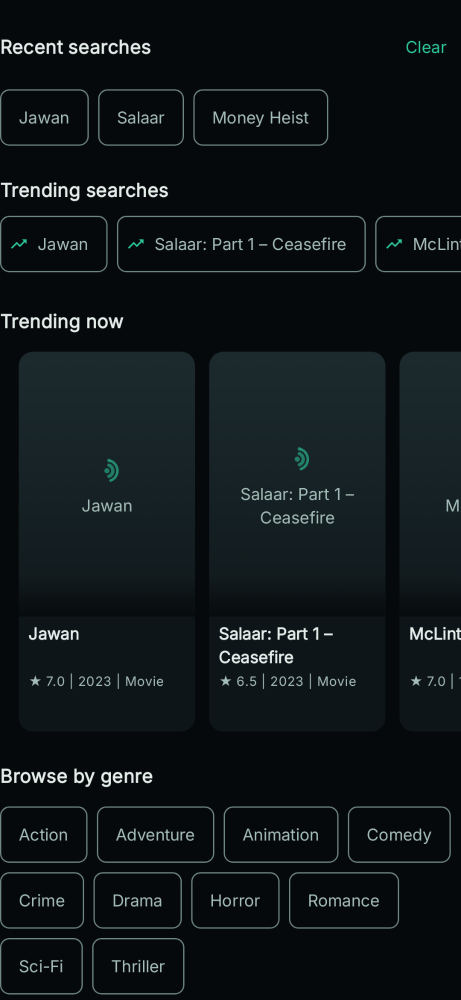 Recent searches
Clear
Jawan
Salaar
Money Heist
Trending searches
Jawan
Salaar: Part 1 – Ceasefire
McLint
Trending now
Jawan
Salaar: Part 1 –
Ceasefire
M
Jawan
Salaar: Part 1 –
Ceasefire
McLint
★ 7.0 | 2023 | Movie
★ 6.5 | 2023 | Movie
★ 7.0 |
Browse by genre
Action
Adventure
Animation
Comedy
Crime
Drama
Horror
Romance
Sci-Fi
Thriller